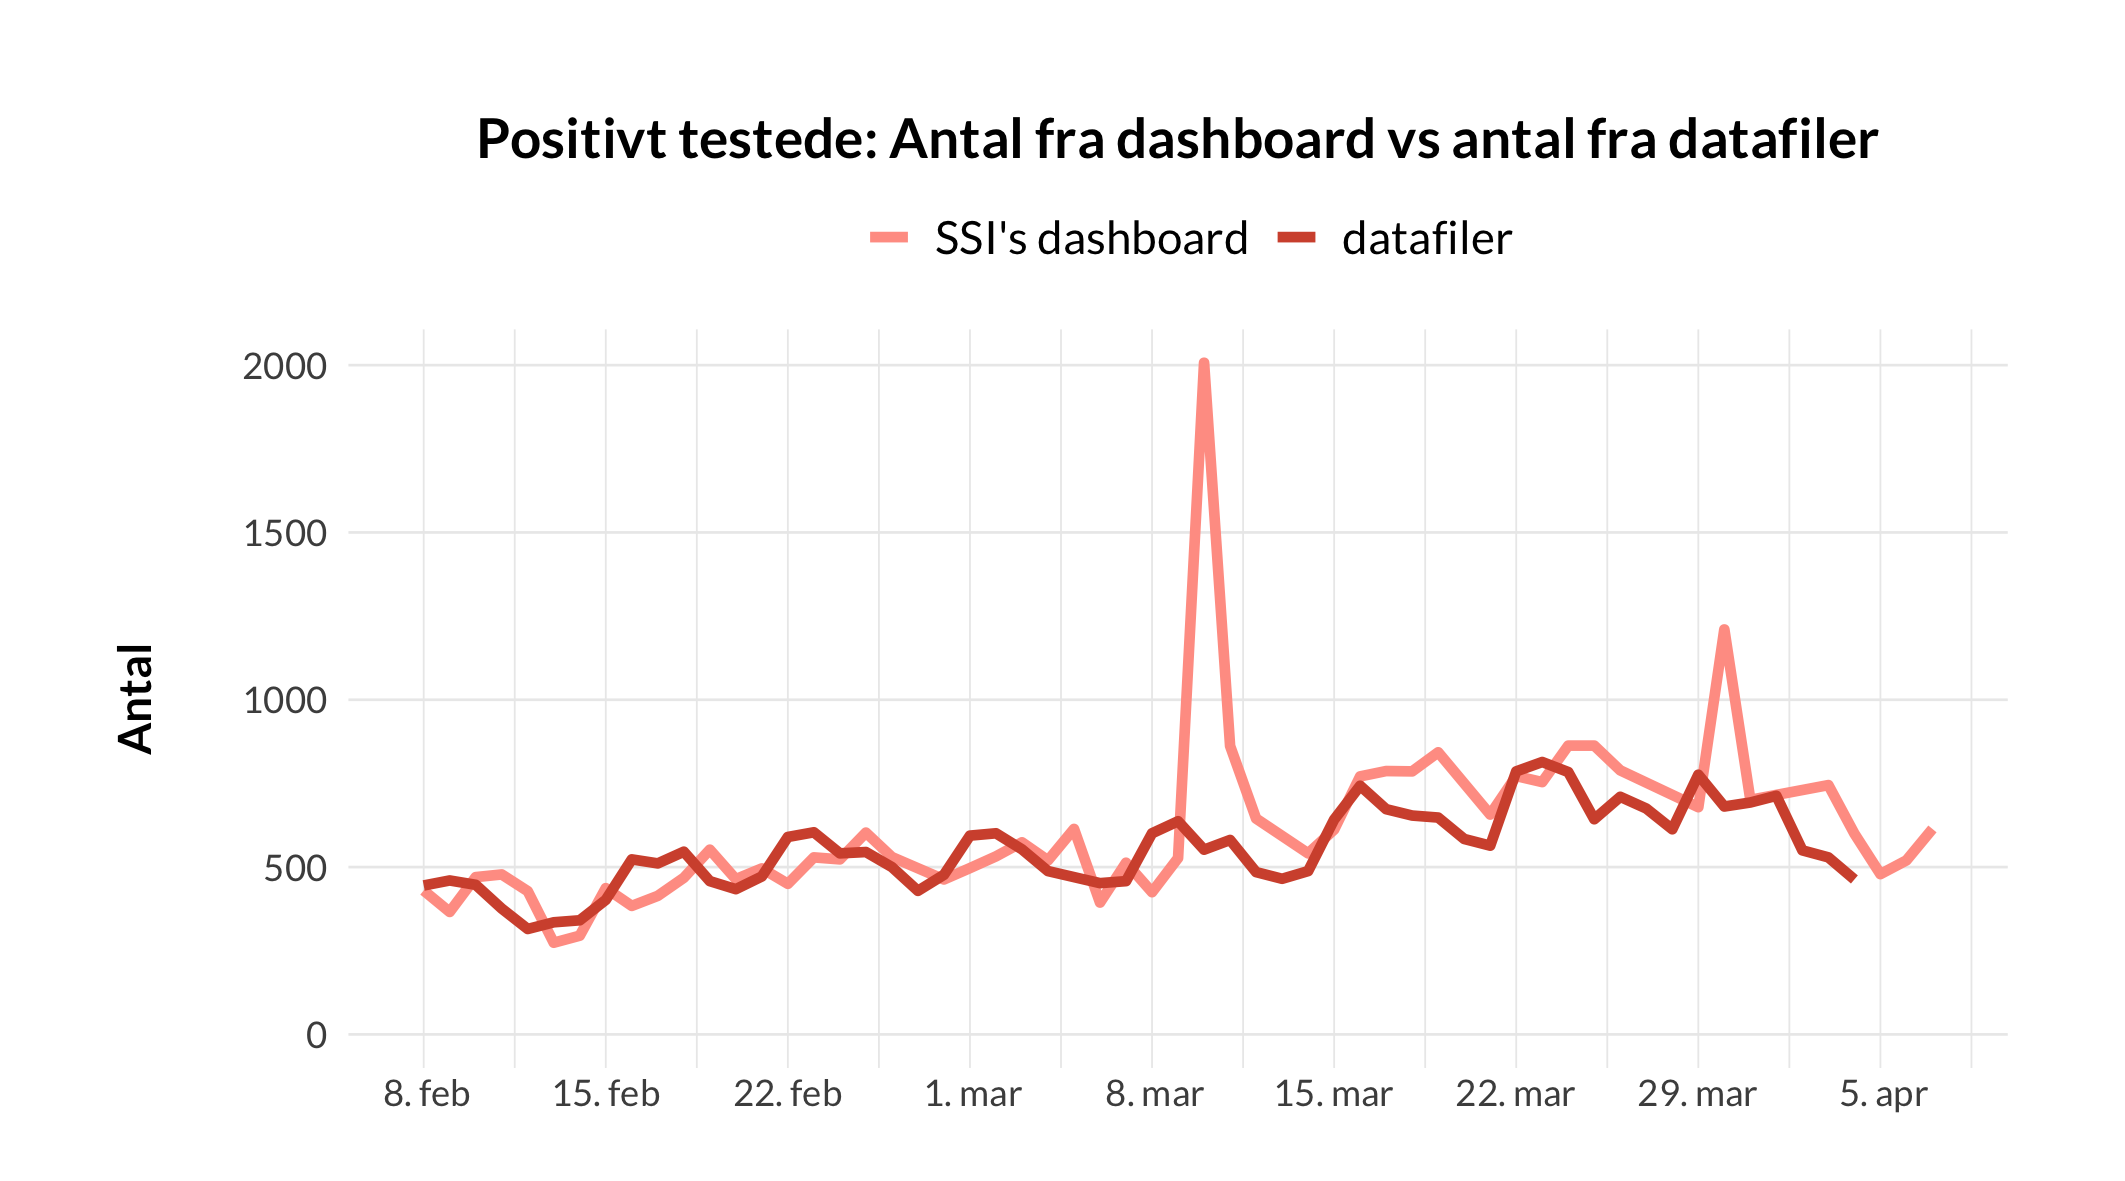 Positivt testede: Antal fra dashboard vs antal fra datafiler
SSI's dashboard datafiler
Antal
2000
1500
1000
500
0
8. feb 15. feb 22. feb 1. mar 8. mar 15. mar 22. mar 29. mar 5. apr